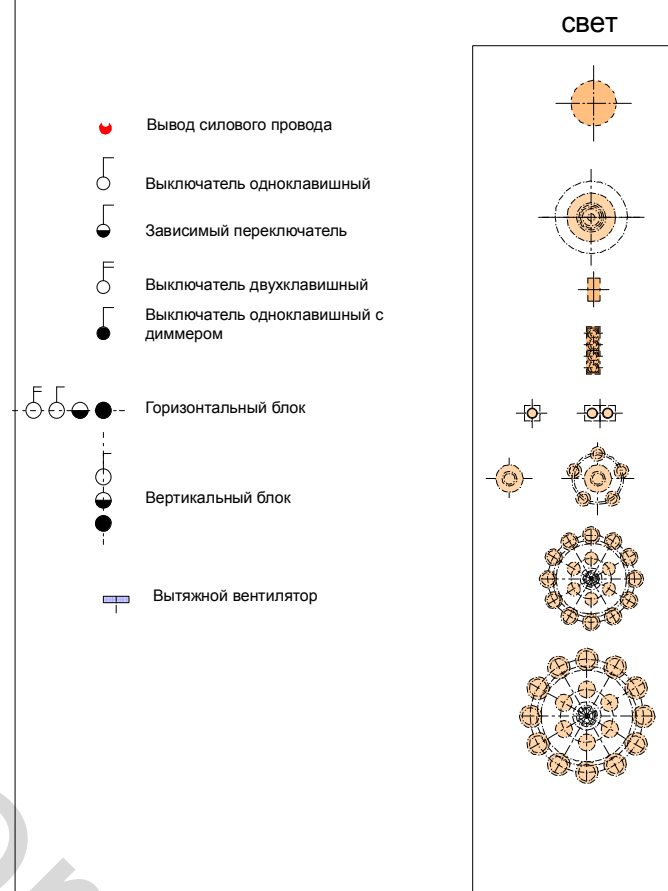 свет
Вывод силового провода
Выключатель одноклавишный
Зависимый переключатель
Выключатель двухклавишный
Выключатель одноклавишный с
диммером
Горизонтальный блок
Вертикальный блок
Вытяжной вентилятор